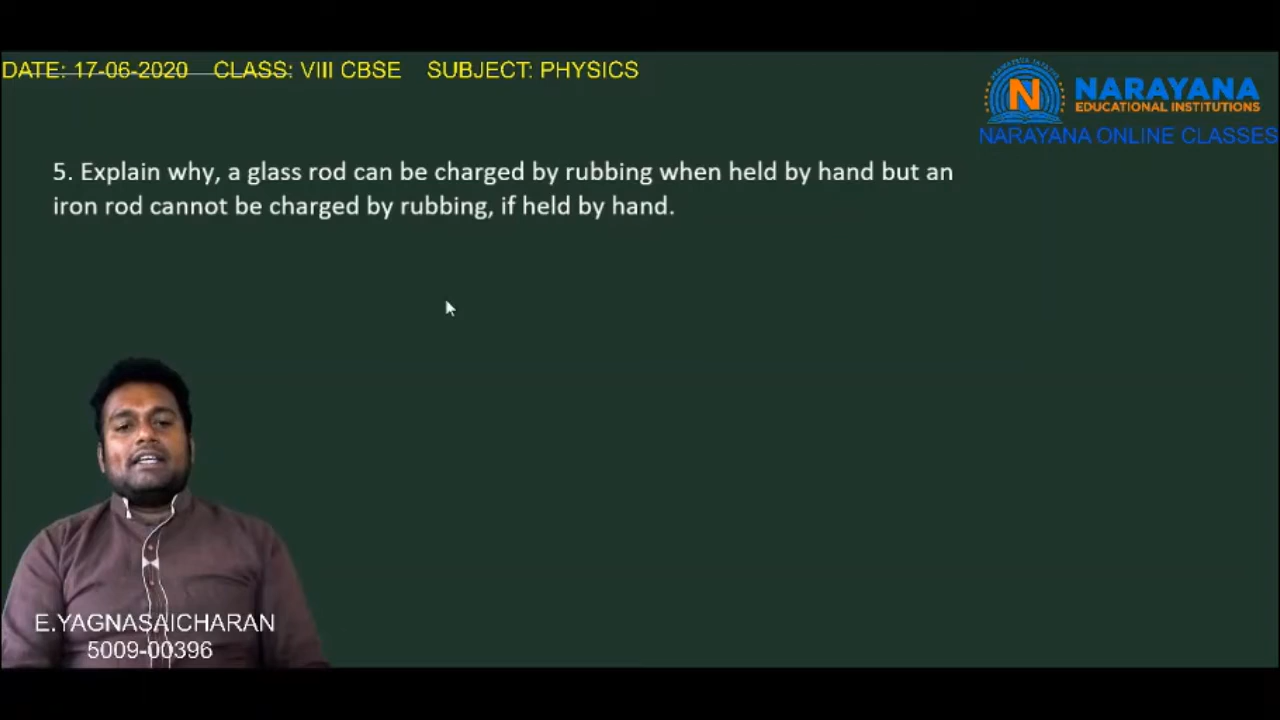 DATE: 17-06-2020 CLASS: VIII CBSE SUBJECT: PHYSICS
N NARAYANA
EDUCATIONAL INSTITUTIONS
NARAYANA ONLINE CLASSES
5. Explain why, a glass rod can be charged by rubbing when held by hand but an
iron rod cannot be charged by rubbing, if held by hand.
E.YAGNASAICHARAN
5009-00396